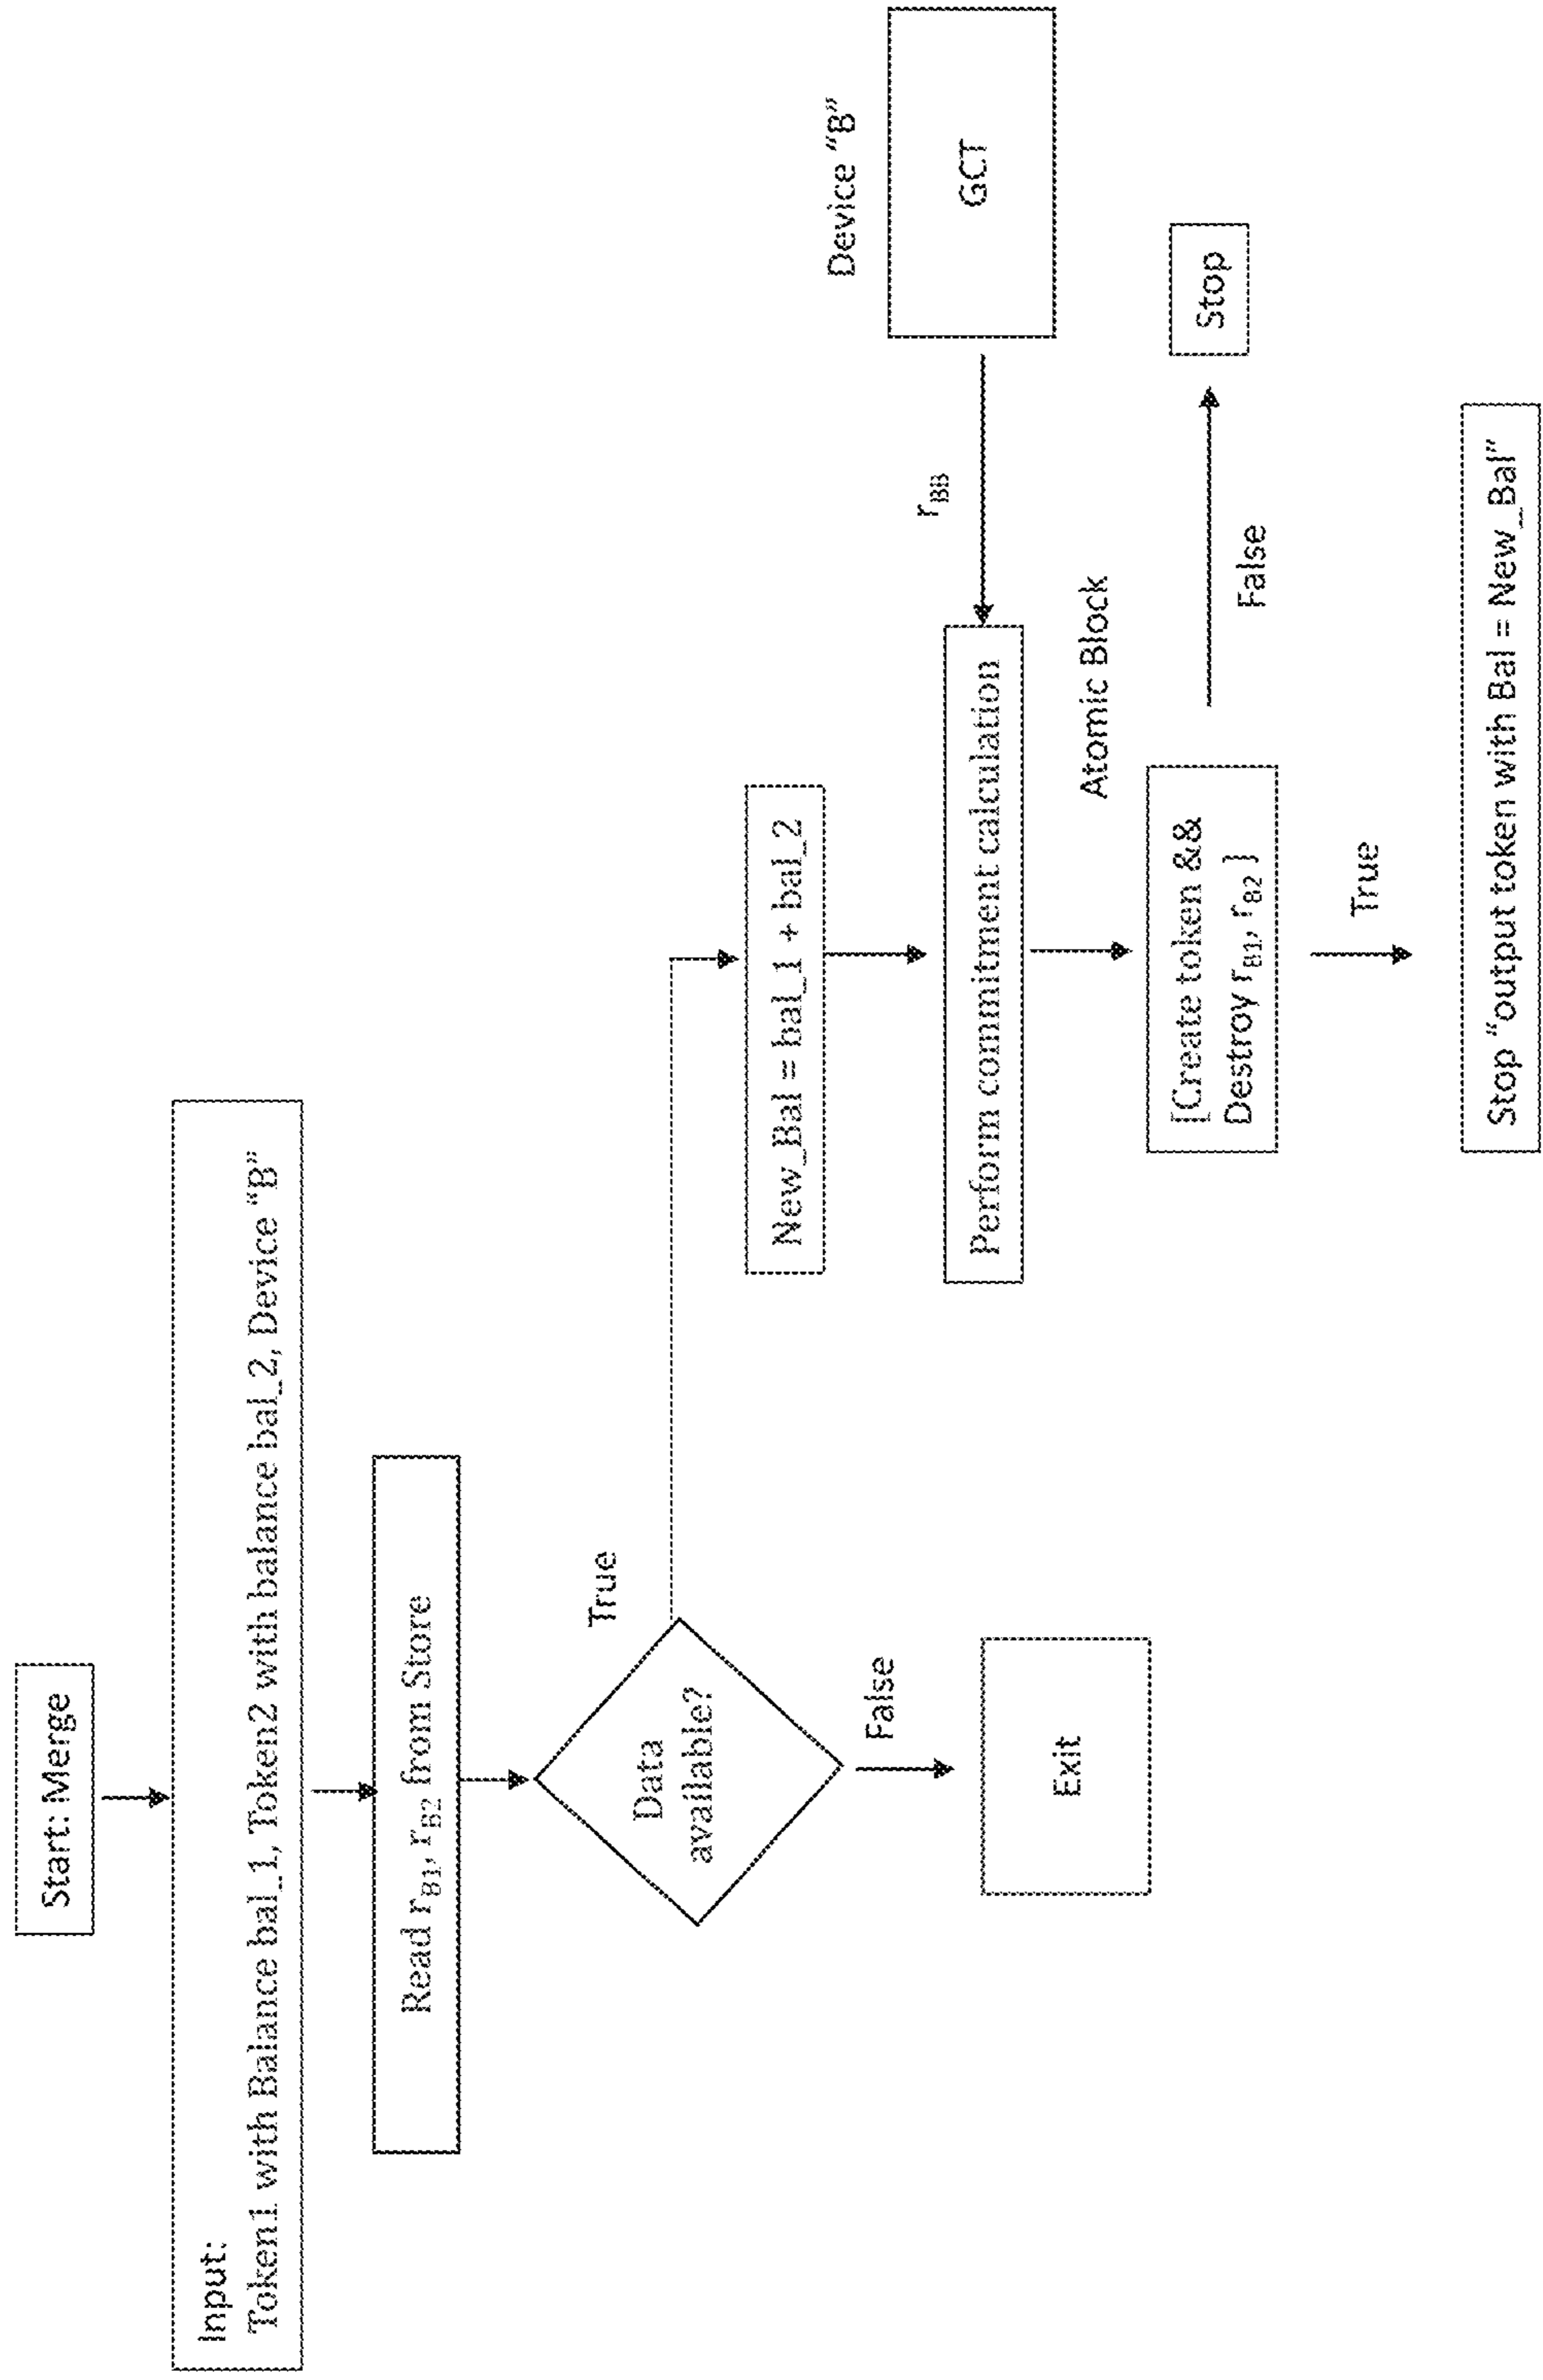 Start: Merge
Input:
Token1 with Balance bal_1, Token2 with balance bal_2, Device “B”
Read rB1, rB2 from Store
Data
available?
True
False
Exit
New_Bal = bal_1 + bal_2
Device “B”
GCT
rBB
Perform commitment calculation
Atomic Block
[Create token &&
Destroy rB1, rB2 ]
False
Stop
True
Stop “output token with Bal = New_Bal”